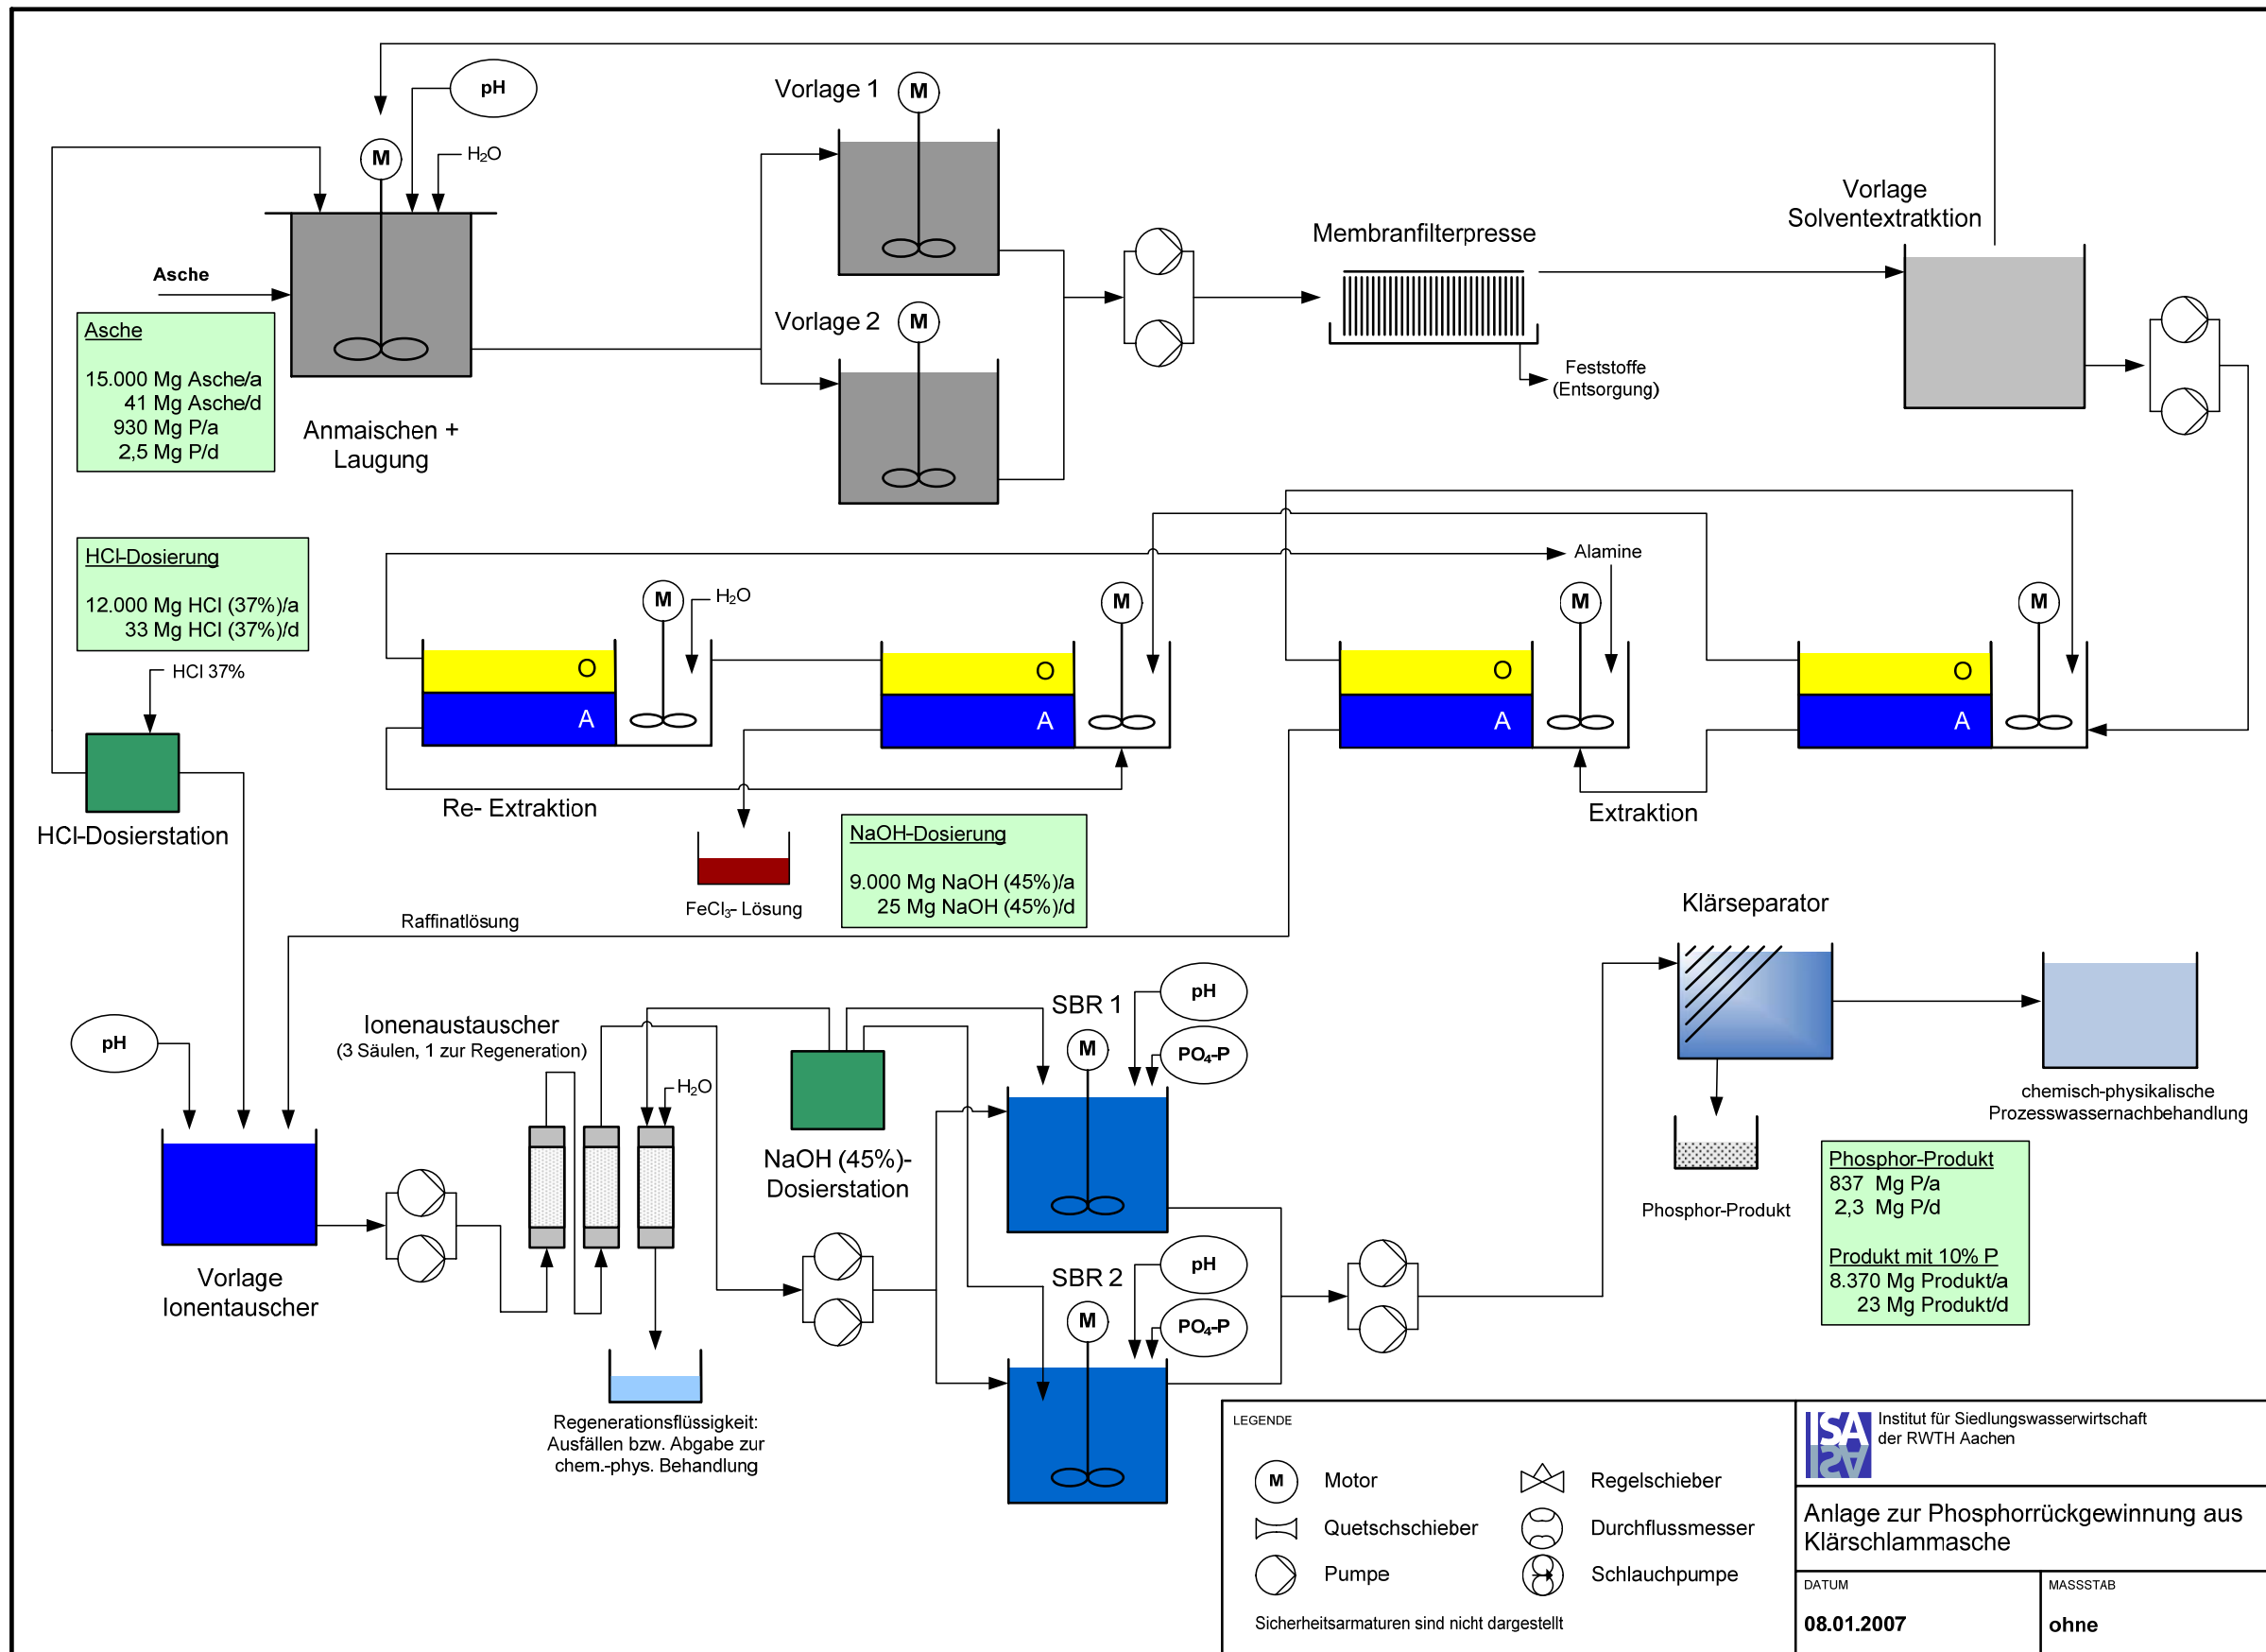 pH
M
H₂O
Vorlage 1
M
Vorlage 2
M
Membranfilterpresse
Vorlage
Solventextratktion
Feststoffe
(Entsorgung)
Asche
Asche
15.000 Mg Asche/a
41 Mg Asche/d
930 Mg P/a
2,5 Mg P/d
Anmaischen +
Laugung
HCl-Dosierung
12.000 Mg HCl (37%)/a
33 Mg HCl (37%)/d
HCl 37%
HCl-Dosierstation
M
H₂O
O
A
M
O
A
Alamine
M
O
A
M
O
A
Re- Extraktion
Extraktion
FeCl₃- Lösung
NaOH-Dosierung
9.000 Mg NaOH (45%)/a
25 Mg NaOH (45%)/d
Raffinatlösung
pH
Vorlage
Ionentauscher
Ionenaustauscher
(3 Säulen, 1 zur Regeneration)
H₂O
Regenerationsflüssigkeit:
Ausfällen bzw. Abgabe zur
chem.-phys. Behandlung
NaOH (45%)-
Dosierstation
SBR 1
M
pH
PO₄-P
SBR 2
M
pH
PO₄-P
Klärseparator
chemisch-physikalische
Prozesswassernachbehandlung
Phosphor-Produkt
Phosphor-Produkt
837 Mg P/a
2,3 Mg P/d
Produkt mit 10% P
8.370 Mg Produkt/a
23 Mg Produkt/d
LEGENDE
M Motor
Regelschieber
Quetschschieber
Durchflussmesser
Pumpe
Schlauchpumpe
Sicherheitsarmaturen sind nicht dargestellt
ISA
Institut für Siedlungswasserwirtschaft
der RWTH Aachen
Anlage zur Phosphorrückgewinnung aus
Klärschlammasche
DATUM
08.01.2007
MASSSTAB
ohne